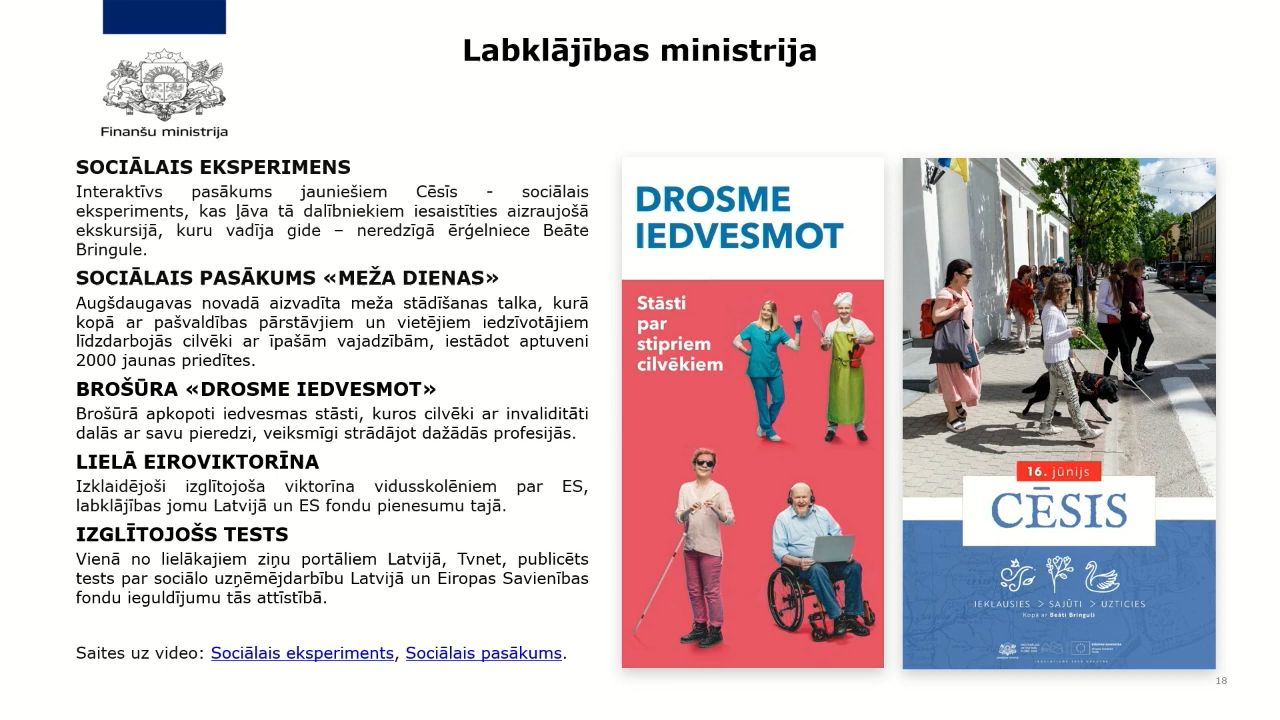 Labklājības ministrija
Finanšu ministrija
SOCIĀLAIS EKSPERIMENS
Interaktīvs pasākums jauniešiem Cēsīs - sociālais
eksperiments, kas ļāva tā dalībniekiem iesaistīties aizraujošā
ekskursijā, kuru vadīja gide – neredzīgā ērģelniece Beāte
Bringule.
SOCIĀLAIS PASĀKUMS «MEŽA DIENAS»
Augšdaugavas novadā aizvadīta meža stādīšanas talka, kurā
kopā ar pašvaldības pārstāvjiem un vietējiem iedzīvotājiem
līdzdarbojās cilvēki ar īpašām vajadzībām, iestādot aptuveni
2000 jaunas priedītes.
BROŠŪRA «DROSME IEDVESMOT»
Brošūrā apkopoti iedvesmas stāsti, kuros cilvēki ar invaliditāti
dalās ar savu pieredzi, veiksmīgi strādājot dažādās profesijās.
LIELĀ EIROVIKTORĪNA
Izklaidējoši izglītojoša viktorīna vidusskolēniem par ES,
labklājības jomu Latvijā un ES fondu pienesumu tajā.
IZGLĪTOJOŠS TESTS
Vienā no lielākajiem ziņu portāliem Latvijā, Tvnet, publicēts
tests par sociālo uzņēmējdarbību Latvijā un Eiropas Savienības
fondu ieguldījumu tās attīstībā.
Saites uz video: Sociālais eksperiments, Sociālais pasākums.
DROSME
IEDVESMOT
Stāsti
par
stipriem
cilvēkiem
16. jūnijs
CĒSIS
IEKLAUSIES > SAJŪTI > UZTICIES
Kopā ar Beāti Bringuli
18